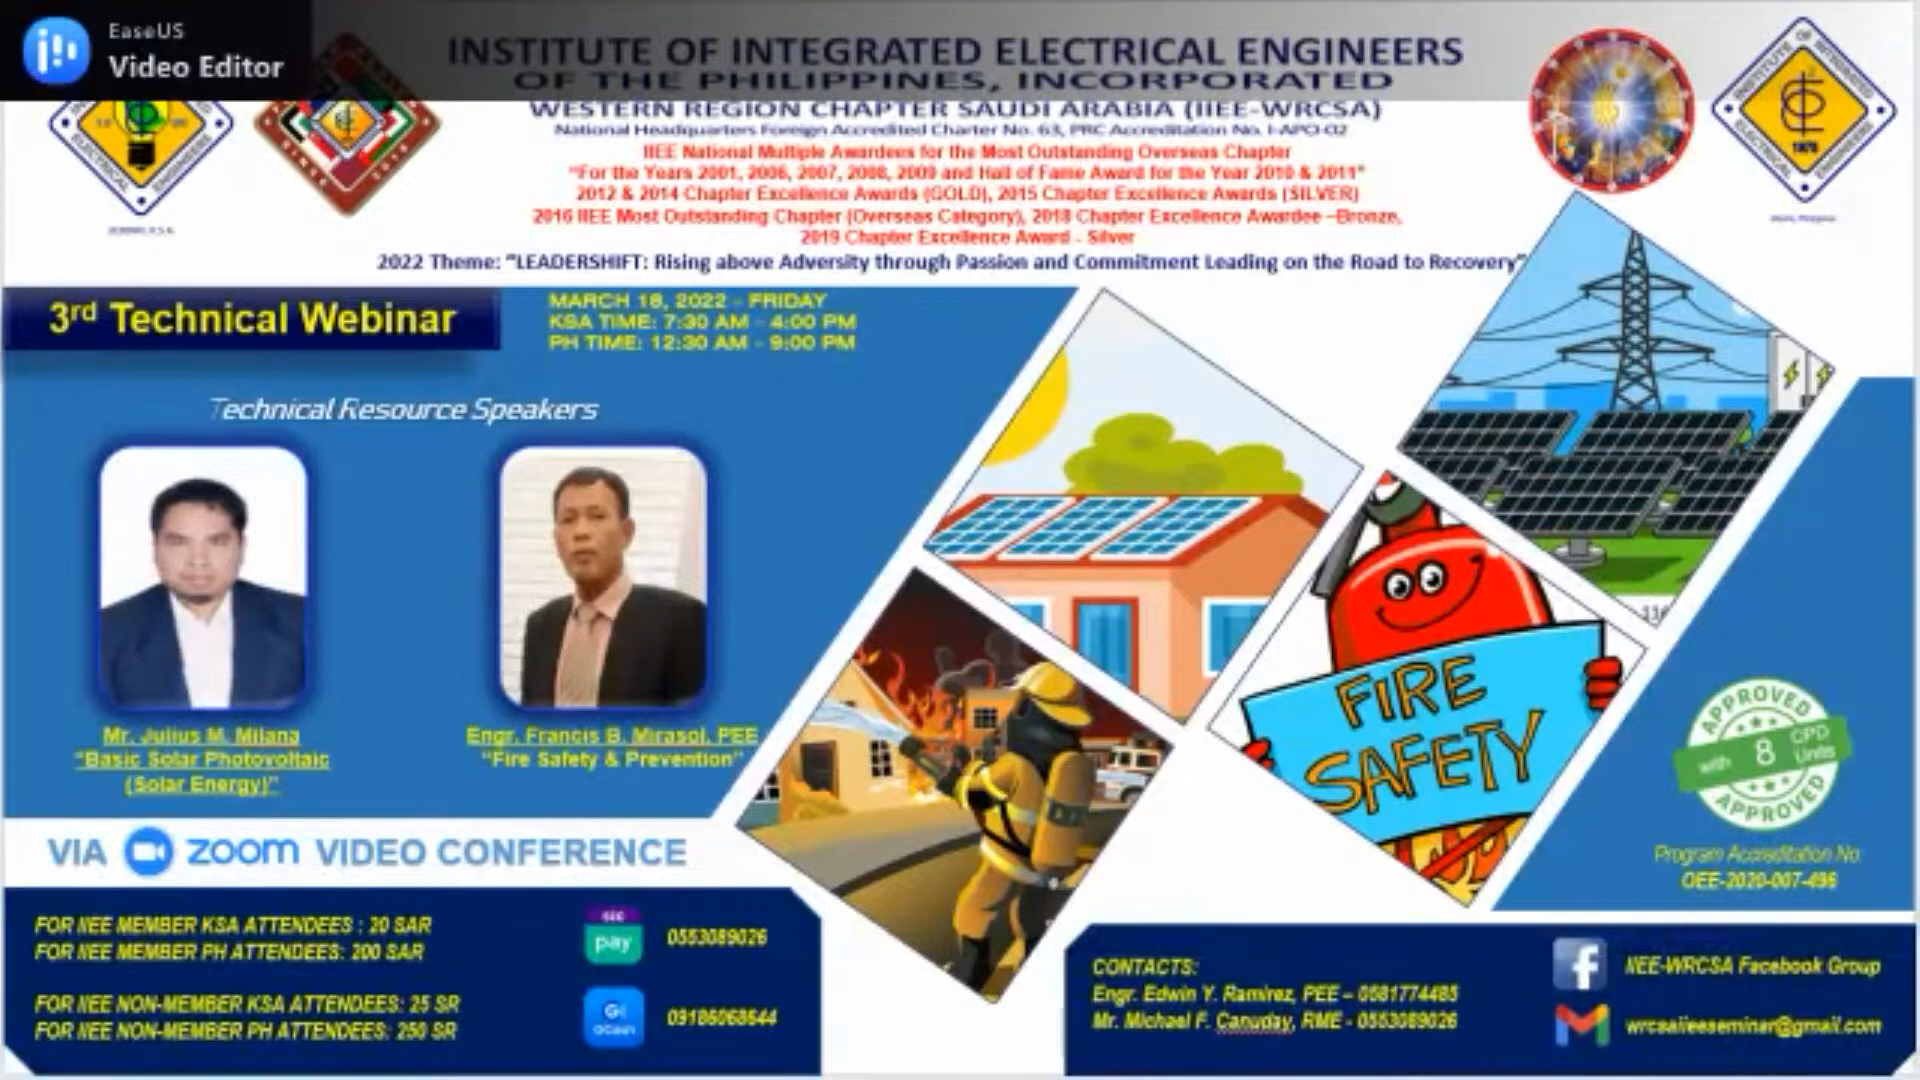 EaseUS
Video Editor
INSTITUTE OF INTEGRATED ELECTRICAL ENGINEERS
OF THE PHILIPPINES, INCORPORATED
WESTERN REGION CHAPTER SAUDI ARABIA (IIEE-WRCSA)
National Headquarters Foreign Accredited Charter No. 63, PRC Accreditation No. I-APO-02
IIEE National Multiple Awardees for the Most Outstanding Overseas Chapter
"For the Years 2001, 2006, 2007, 2008, 2009 and Hall of Fame Award for the Year 2010 & 2011"
2012 & 2014 Chapter Excellence Awards (GOLD), 2015 Chapter Excellence Awards (SILVER)
2016 IIEE Most Outstanding Chapter (Overseas Category), 2018 Chapter Excellence Awardee –Bronze,
2019 Chapter Excellence Award - Silver
2022 Theme: "LEADERSHIFT: Rising above Adversity through Passion and Commitment Leading on the Road to Recovery"
3rd Technical Webinar
MARCH 18, 2022 - FRIDAY
KSA TIME: 7:30 AM - 4:00 PM
PH TIME: 12:30 AM - 9:00 PM
Technical Resource Speakers
Mr. Julius M. Milana
"Basic Solar Photovoltaic
(Solar Energy)"
Engr. Francis B. Mirasol, PEE
"Fire Safety & Prevention"
FIRE
SAFETY
APPROVED
with 8 CPD Units
APPROVED
Program Accreditation No:
OEE-2020-007-496
VIA zoom VIDEO CONFERENCE
FOR IIEE MEMBER KSA ATTENDEES : 20 SAR
FOR IIEE MEMBER PH ATTENDEES: 200 SAR
FOR IIEE NON-MEMBER KSA ATTENDEES: 25 SR
FOR IIEE NON-MEMBER PH ATTENDEES: 250 SR
stc
pay
0553089026
GCash
09186068644
CONTACTS:
Engr. Edwin Y. Ramirez, PEE – 0581774485
Mr. Michael F. Canuday, RME - 0553089026
IIEE-WRCSA Facebook Group
wrcsaiieeseminar@gmail.com